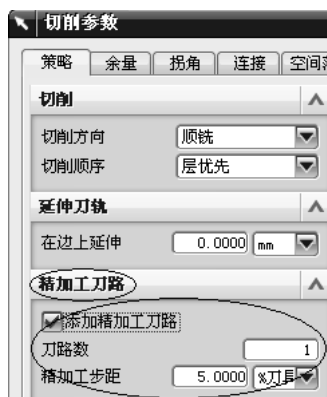 切削参数
策略 余量 拐角 连接 空间
切削
切削方向 顺铣
切削顺序 层优先
延伸刀轨
在边上延伸 0.0000 mm
精加工刀路
添加精加工刀路
刀路数 1
精加工步距 5.0000 %刀具